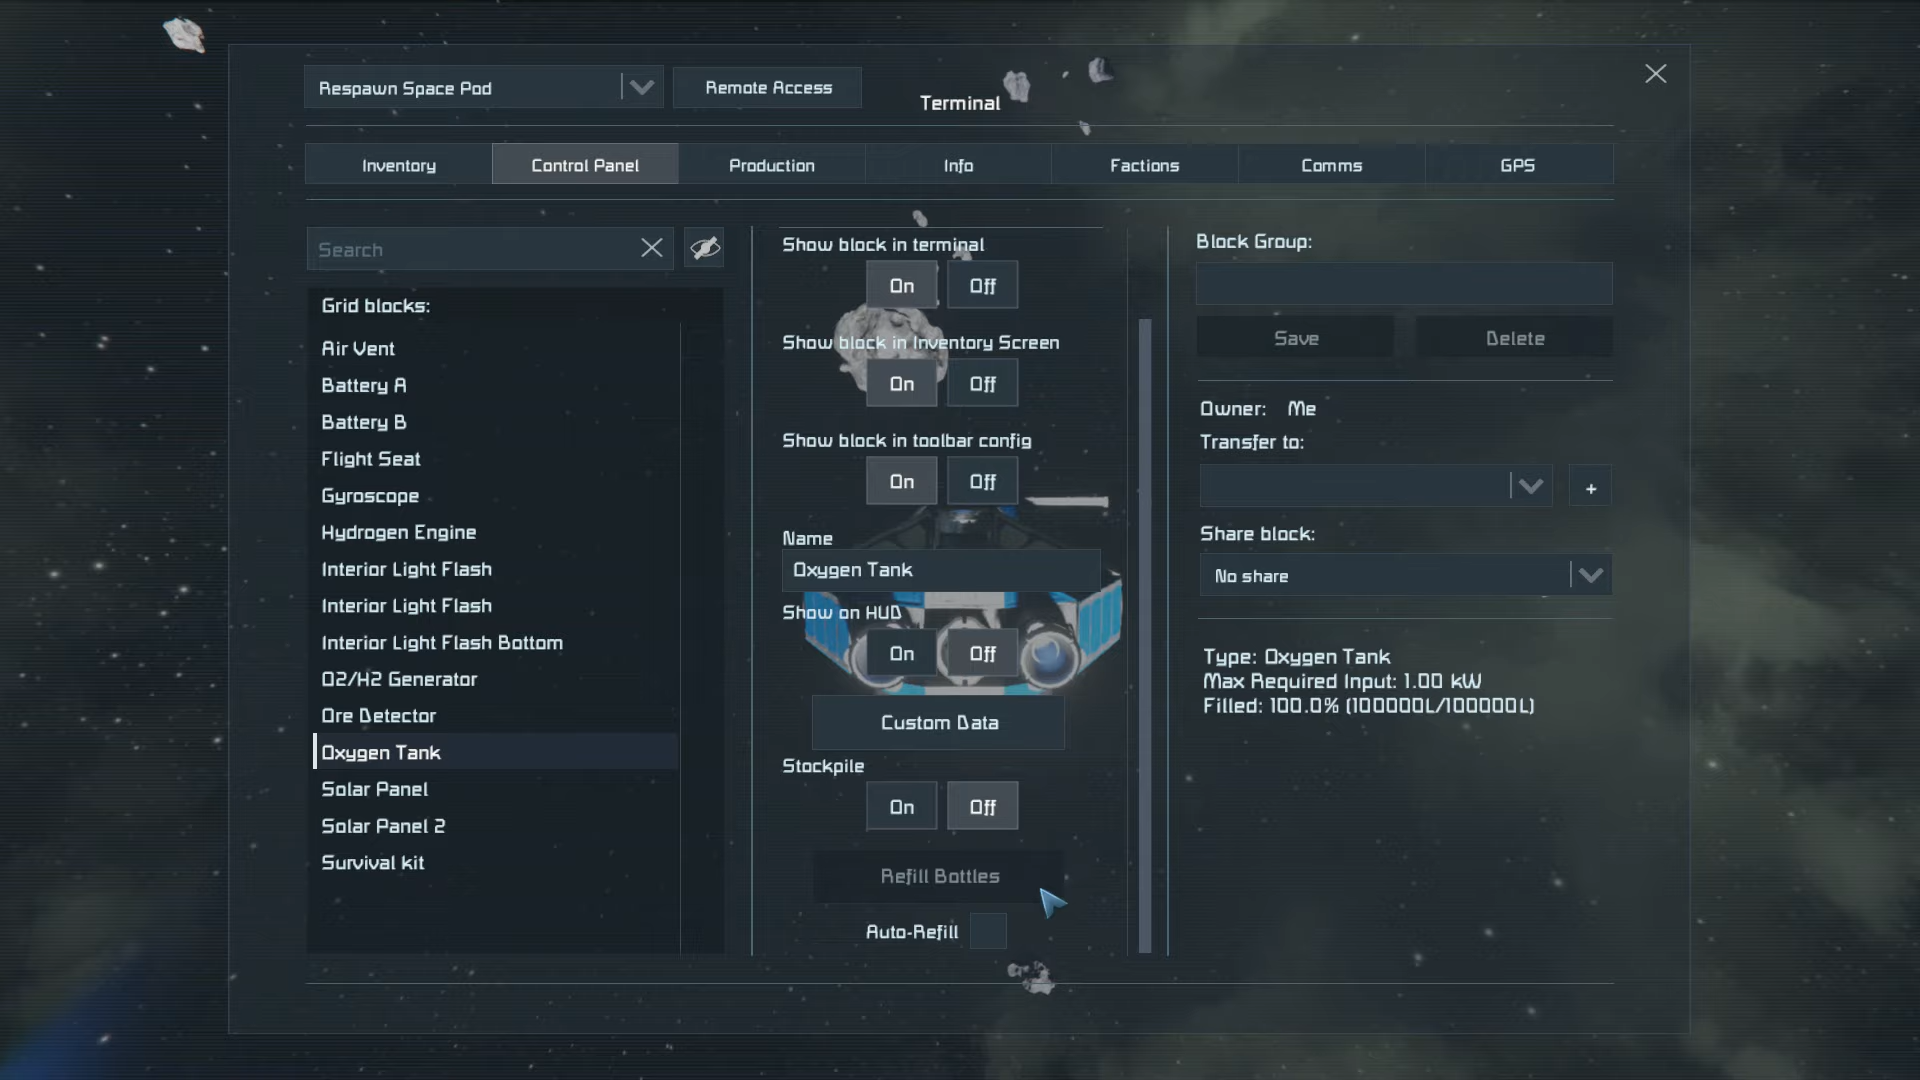 Respawn Space Pod
Remote Access
Terminal
Inventory
Control Panel
Production
Info
Factions
Comms
GPS
Search
Grid blocks:
Air Vent
Battery A
Battery B
Flight Seat
Gyroscope
Hydrogen Engine
Interior Light Flash
Interior Light Flash
Interior Light Flash Bottom
O2/H2 Generator
Ore Detector
Oxygen Tank
Solar Panel
Solar Panel 2
Survival kit
Show block in terminal
On Off
Show block in Inventory Screen
On Off
Show block in toolbar config
On Off
Name
Oxygen Tank
Show on HUD
On Off
Custom Data
Stockpile
On Off
Refill Bottles
Auto-Refill
Block Group:
Save Delete
Owner: Me
Transfer to:
+
Share block:
No share
Type: Oxygen Tank
Max Required Input: 1.00 kW
Filled: 100.0% (100000L/100000L)